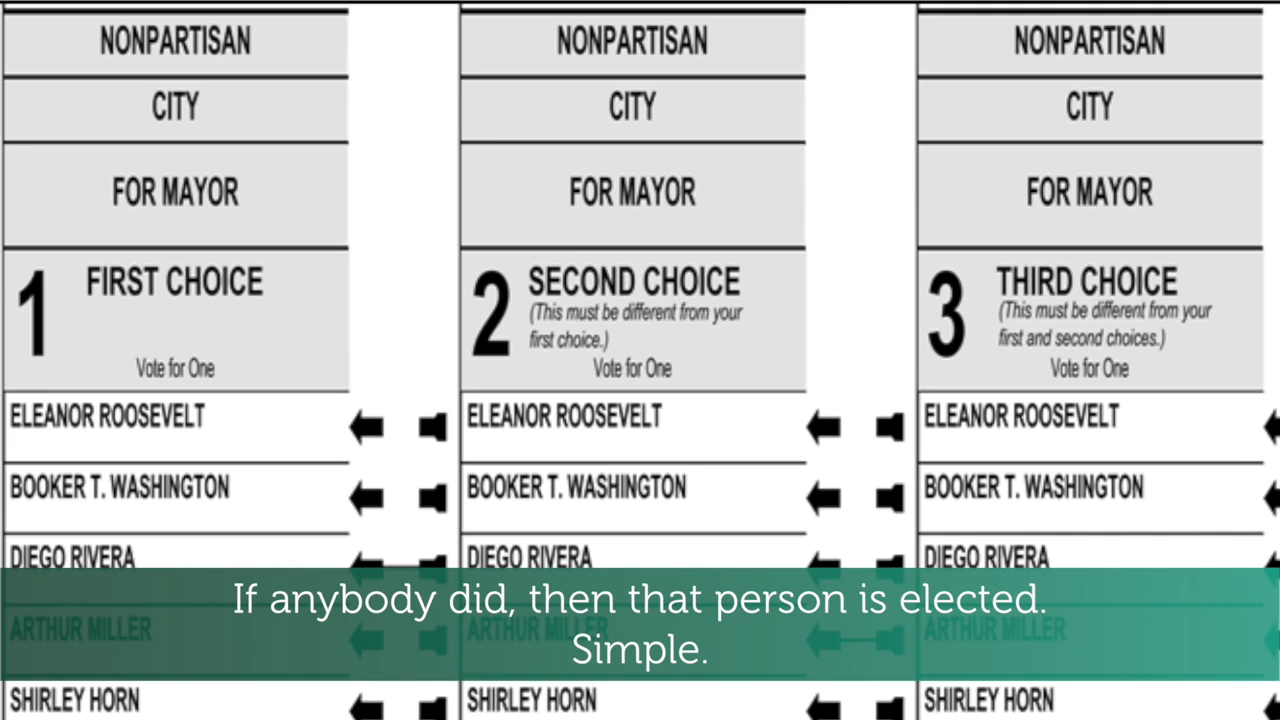 NONPARTISAN
CITY
FOR MAYOR
1 FIRST CHOICE
Vote for One
ELEANOR ROOSEVELT
BOOKER T. WASHINGTON
DIEGO RIVERA
ARTHUR MILLER
SHIRLEY HORN
NONPARTISAN
CITY
FOR MAYOR
2 SECOND CHOICE
(This must be different from your
first choice.)
Vote for One
ELEANOR ROOSEVELT
BOOKER T. WASHINGTON
DIEGO RIVERA
ARTHUR MILLER
SHIRLEY HORN
NONPARTISAN
CITY
FOR MAYOR
3 THIRD CHOICE
(This must be different from your
first and second choices.)
Vote for One
ELEANOR ROOSEVELT
BOOKER T. WASHINGTON
DIEGO RIVERA
ARTHUR MILLER
SHIRLEY HORN
If anybody did, then that person is elected.
Simple.